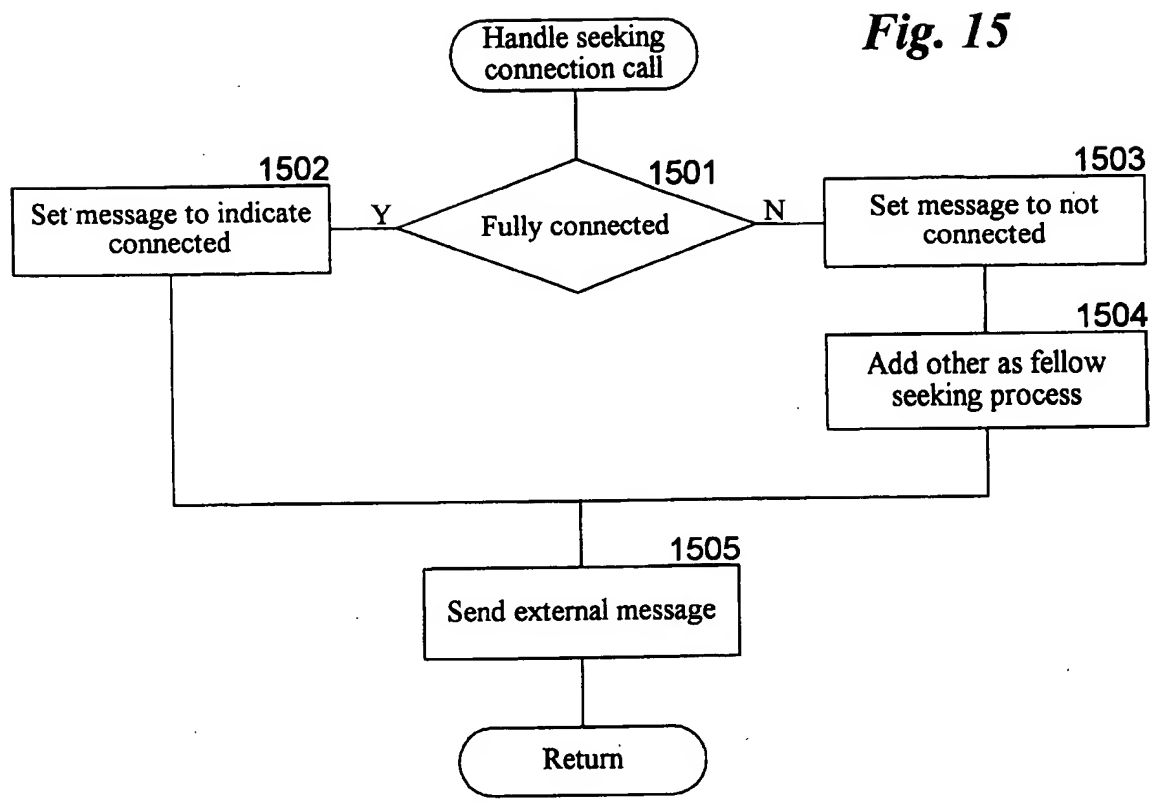 Fig. 15
Handle seeking
connection call
1501
Fully connected
Y
N
1502
Set message to indicate
connected
1503
Set message to not
connected
1504
Add other as fellow
seeking process
1505
Send external message
Return